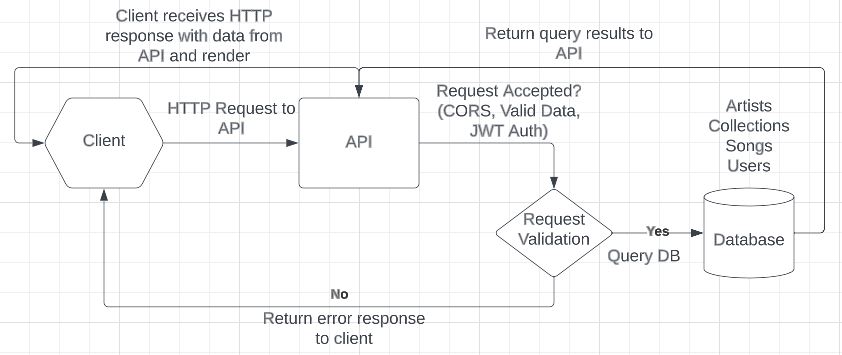 Client receives HTTP
response with data from
API and render
Return query results to
API
Client
HTTP Request to
API
API
Request Accepted?
(CORS, Valid Data,
JWT Auth)
Artists
Collections
Songs
Users
Request
Validation
Yes
Query DB
Database
No
Return error response
to client